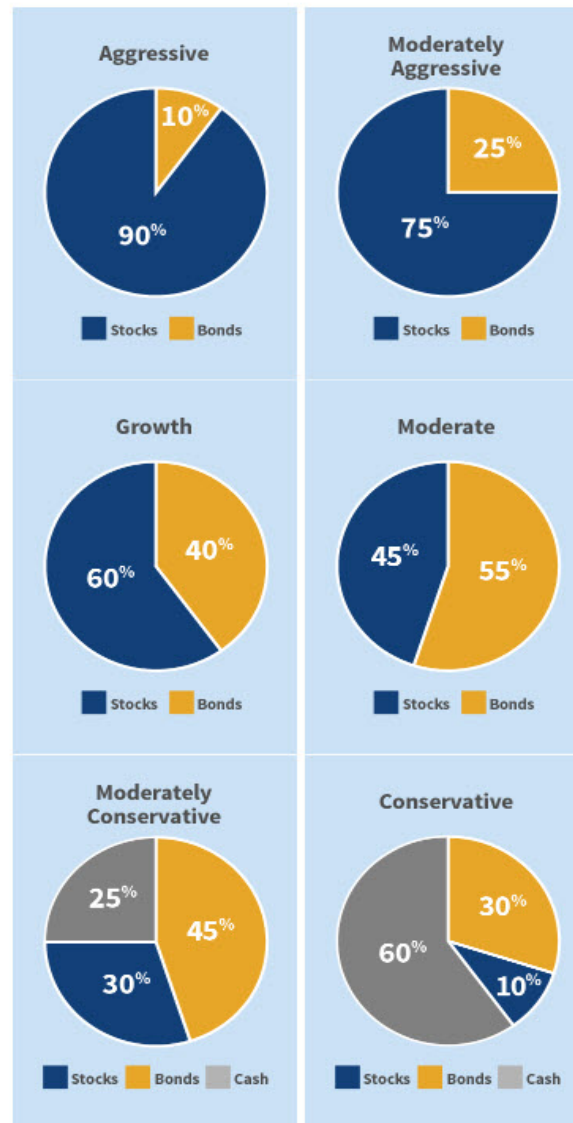 Aggressive
10%
90%
Stocks Bonds
Moderately
Aggressive
25%
75%
Stocks Bonds
Growth
40%
60%
Stocks Bonds
Moderate
45%
55%
Stocks Bonds
Moderately
Conservative
25%
45%
30%
Stocks Bonds Cash
Conservative
30%
60%
10%
Stocks Bonds Cash